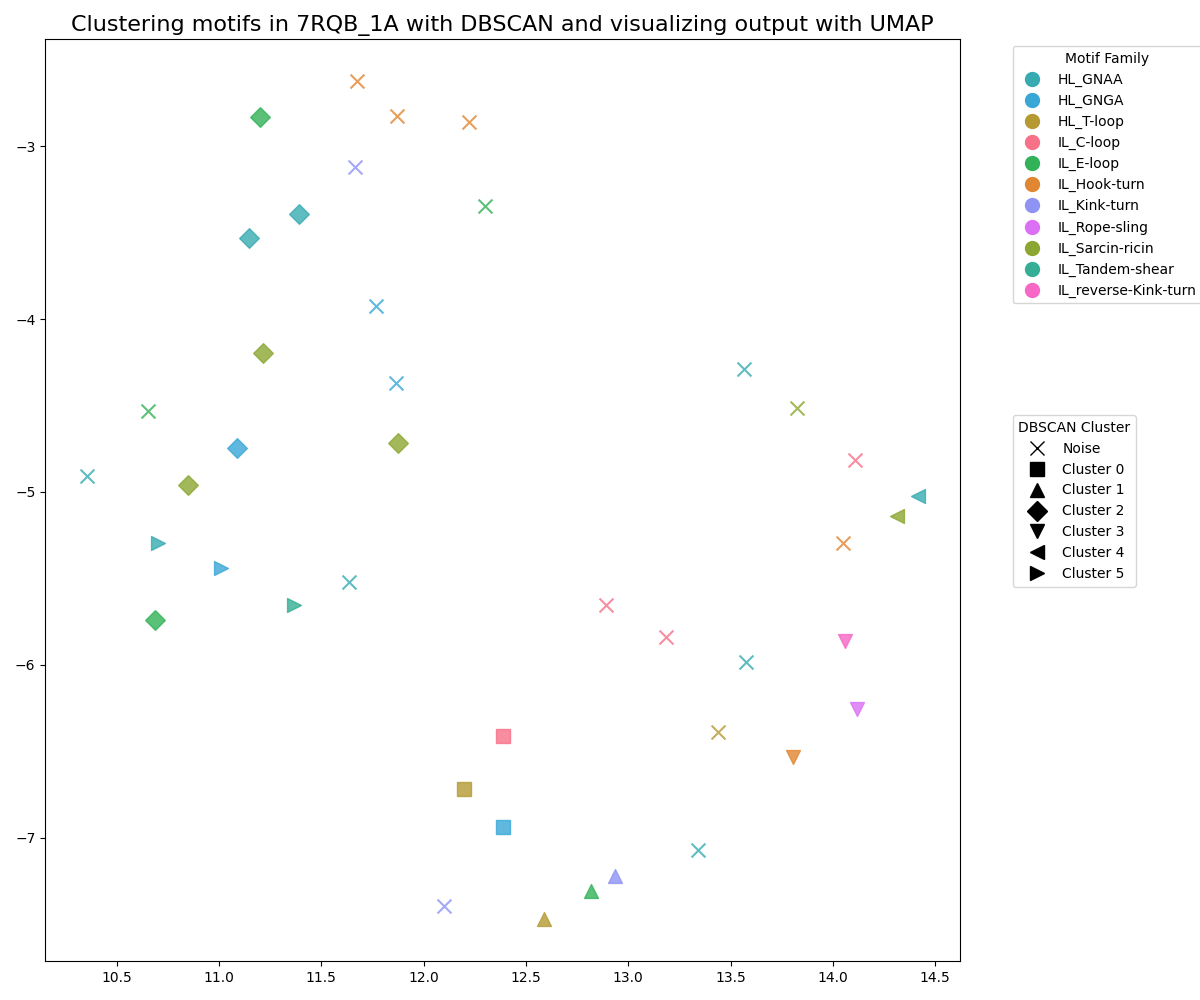 Clustering motifs in 7RQB_1A with DBSCAN and visualizing output with UMAP
−3
−4
−5
−6
−7
10.5 11.0 11.5 12.0 12.5 13.0 13.5 14.0 14.5
Motif Family
HL_GNAA
HL_GNGA
HL_T-loop
IL_C-loop
IL_E-loop
IL_Hook-turn
IL_Kink-turn
IL_Rope-sling
IL_Sarcin-ricin
IL_Tandem-shear
IL_reverse-Kink-turn
DBSCAN Cluster
Noise
Cluster 0
Cluster 1
Cluster 2
Cluster 3
Cluster 4
Cluster 5